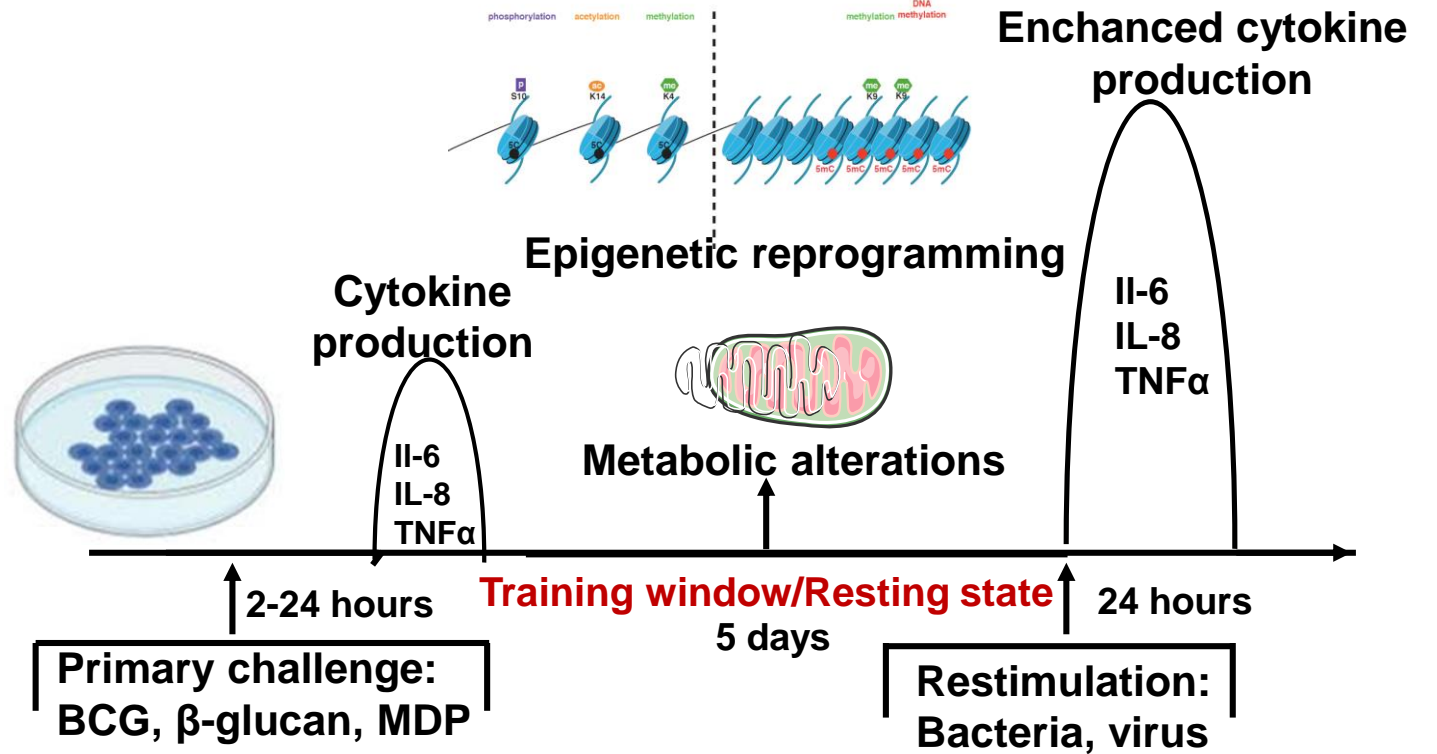 phosphorylation acetylation methylation
methylation DNA methylation
P
S10
ac
K14
me
K4
me
K9
me
K9
5C
5C
5C
5mC 5mC 5mC 5mC 5mC
Epigenetic reprogramming
Enchanced cytokine
production
Cytokine
production
Il-6
IL-8
TNFα
Metabolic alterations
Il-6
IL-8
TNFα
2-24 hours
Training window/Resting state
5 days
24 hours
Primary challenge:
BCG, β-glucan, MDP
Restimulation:
Bacteria, virus